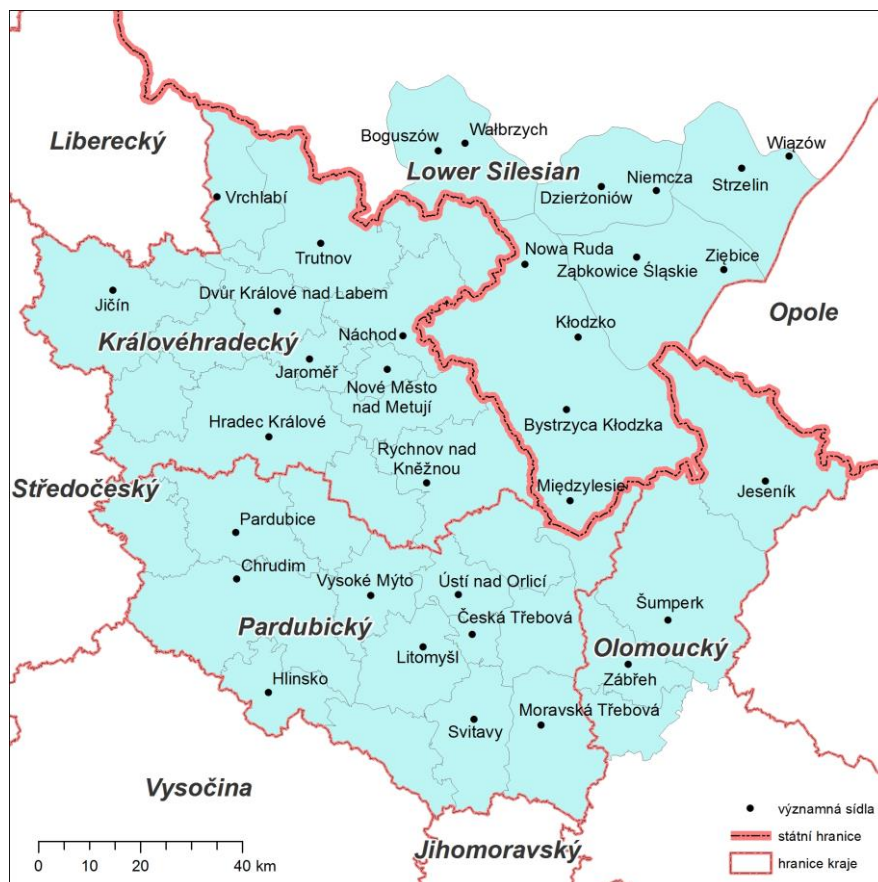 Liberecký
Boguszów
Wałbrzych
Lower Silesian
Wiązów
Niemcza
Strzelin
Dzierżoniów
Vrchlabí
Trutnov
Nowa Ruda
Ząbkowice Śląskie
Ziębice
Jičín
Dvůr Králové nad Labem
Opole
Náchod
Kłodzko
Královéhradecký
Jaroměř
Nové Město
nad Metují
Hradec Králové
Bystrzyca Kłodzka
Rychnov nad
Kněžnou
Středočeský
Międzylesie
Jeseník
Pardubice
Chrudim
Vysoké Mýto
Ústí nad Orlicí
Česká Třebová
Šumperk
Pardubický
Litomyšl
Olomoucký
Zábřeh
Hlinsko
Svitavy
Moravská Třebová
Vysočina
Jihomoravský
významná sídla
státní hranice
hranice kraje
0 10 20 40 km